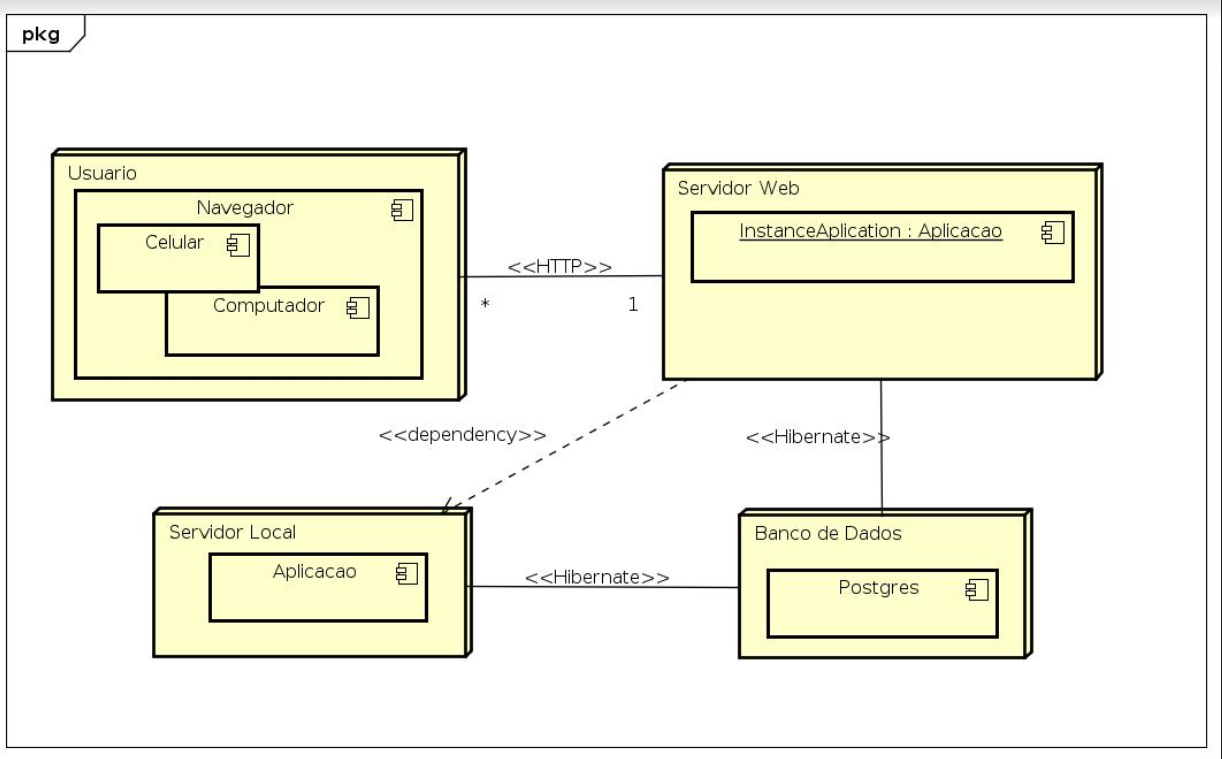 pkg
Usuario
Navegador
Celular
Computador
<<HTTP>>
*
1
Servidor Web
InstanceAplication : Aplicacao
<<dependency>>
<<Hibernate>>
Servidor Local
Aplicacao
<<Hibernate>>
Banco de Dados
Postgres